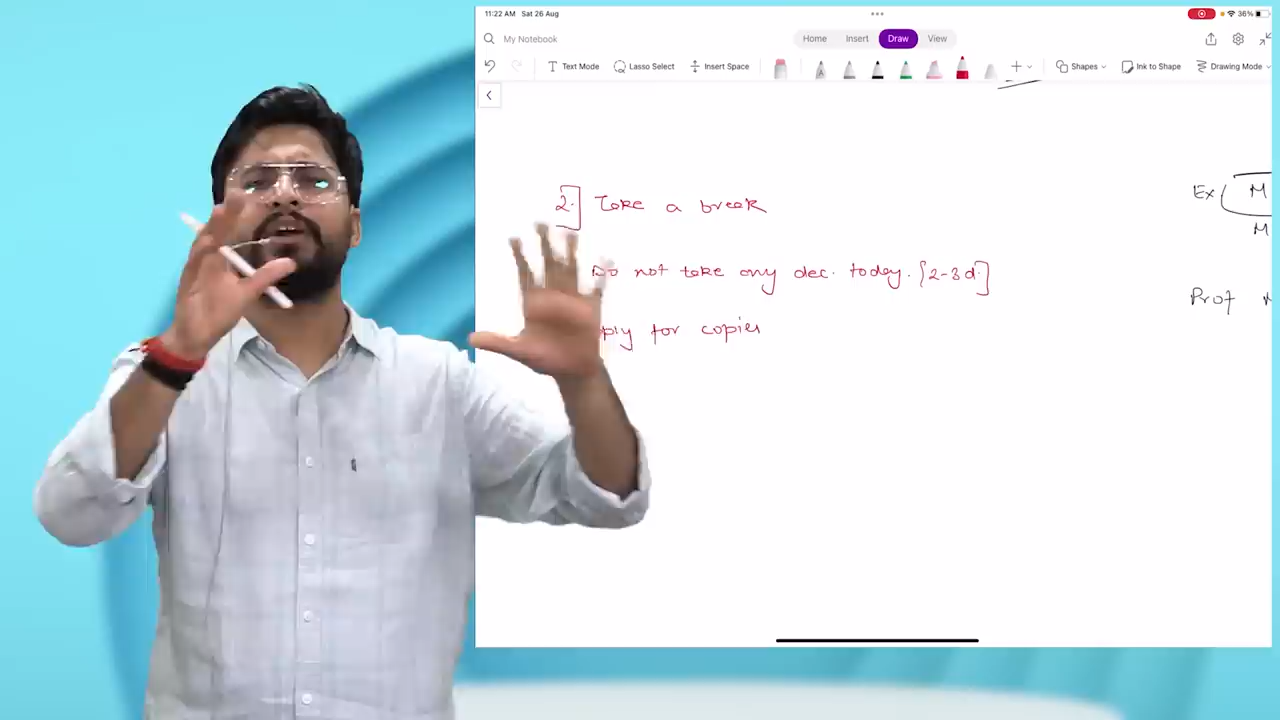 11:22 AM Sat 26 Aug
36%
My Notebook
Home Insert Draw View
Text Mode Lasso Select Insert Space Shapes Ink to Shape Drawing Mode
2.] Take a break
Do not take any dec. today. [2-3 d.]
for copies
Ex M
M
Prof